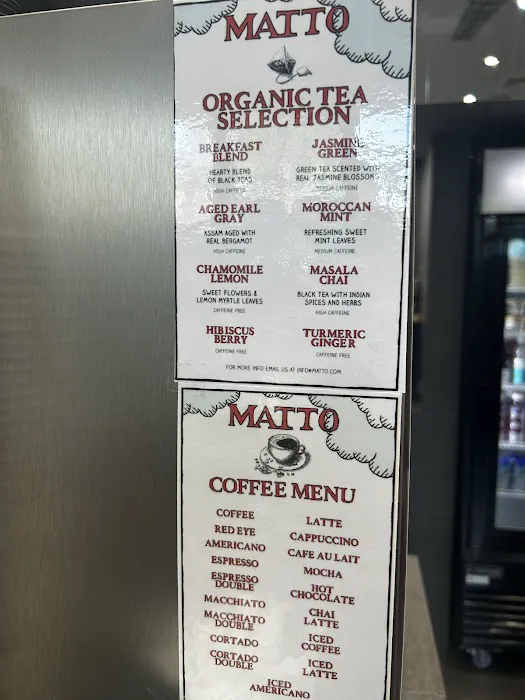 MATTO
ORGANIC TEA
SELECTION
BREAKFAST
BLEND
HEARTY BLEND
OF BLACK TEAS
HIGH CAFFEINE
JASMINE
GREEN
GREEN TEA SCENTED WITH
REAL JASMINE BLOSSOMS
MEDIUM CAFFEINE
AGED EARL
GRAY
ASSAM AGED WITH
REAL BERGAMOT
HIGH CAFFEINE
MOROCCAN
MINT
REFRESHING SWEET
MINT LEAVES
MEDIUM CAFFEINE
CHAMOMILE
LEMON
SWEET FLOWERS &
LEMON MYRTLE LEAVES
CAFFEINE FREE
MASALA
CHAI
BLACK TEA WITH INDIAN
SPICES AND HERBS
HIGH CAFFEINE
HIBISCUS
BERRY
CAFFEINE FREE
TURMERIC
GINGER
CAFFEINE FREE
FOR MORE INFO EMAIL US AT INFO@MATTO.COM
MATTO
COFFEE MENU
COFFEE
RED EYE
AMERICANO
ESPRESSO
ESPRESSO
DOUBLE
MACCHIATO
MACCHIATO
DOUBLE
CORTADO
CORTADO
DOUBLE
LATTE
CAPPUCCINO
CAFE AU LAIT
MOCHA
HOT
CHOCOLATE
CHAI
LATTE
ICED
COFFEE
ICED
LATTE
ICED
AMERICANO